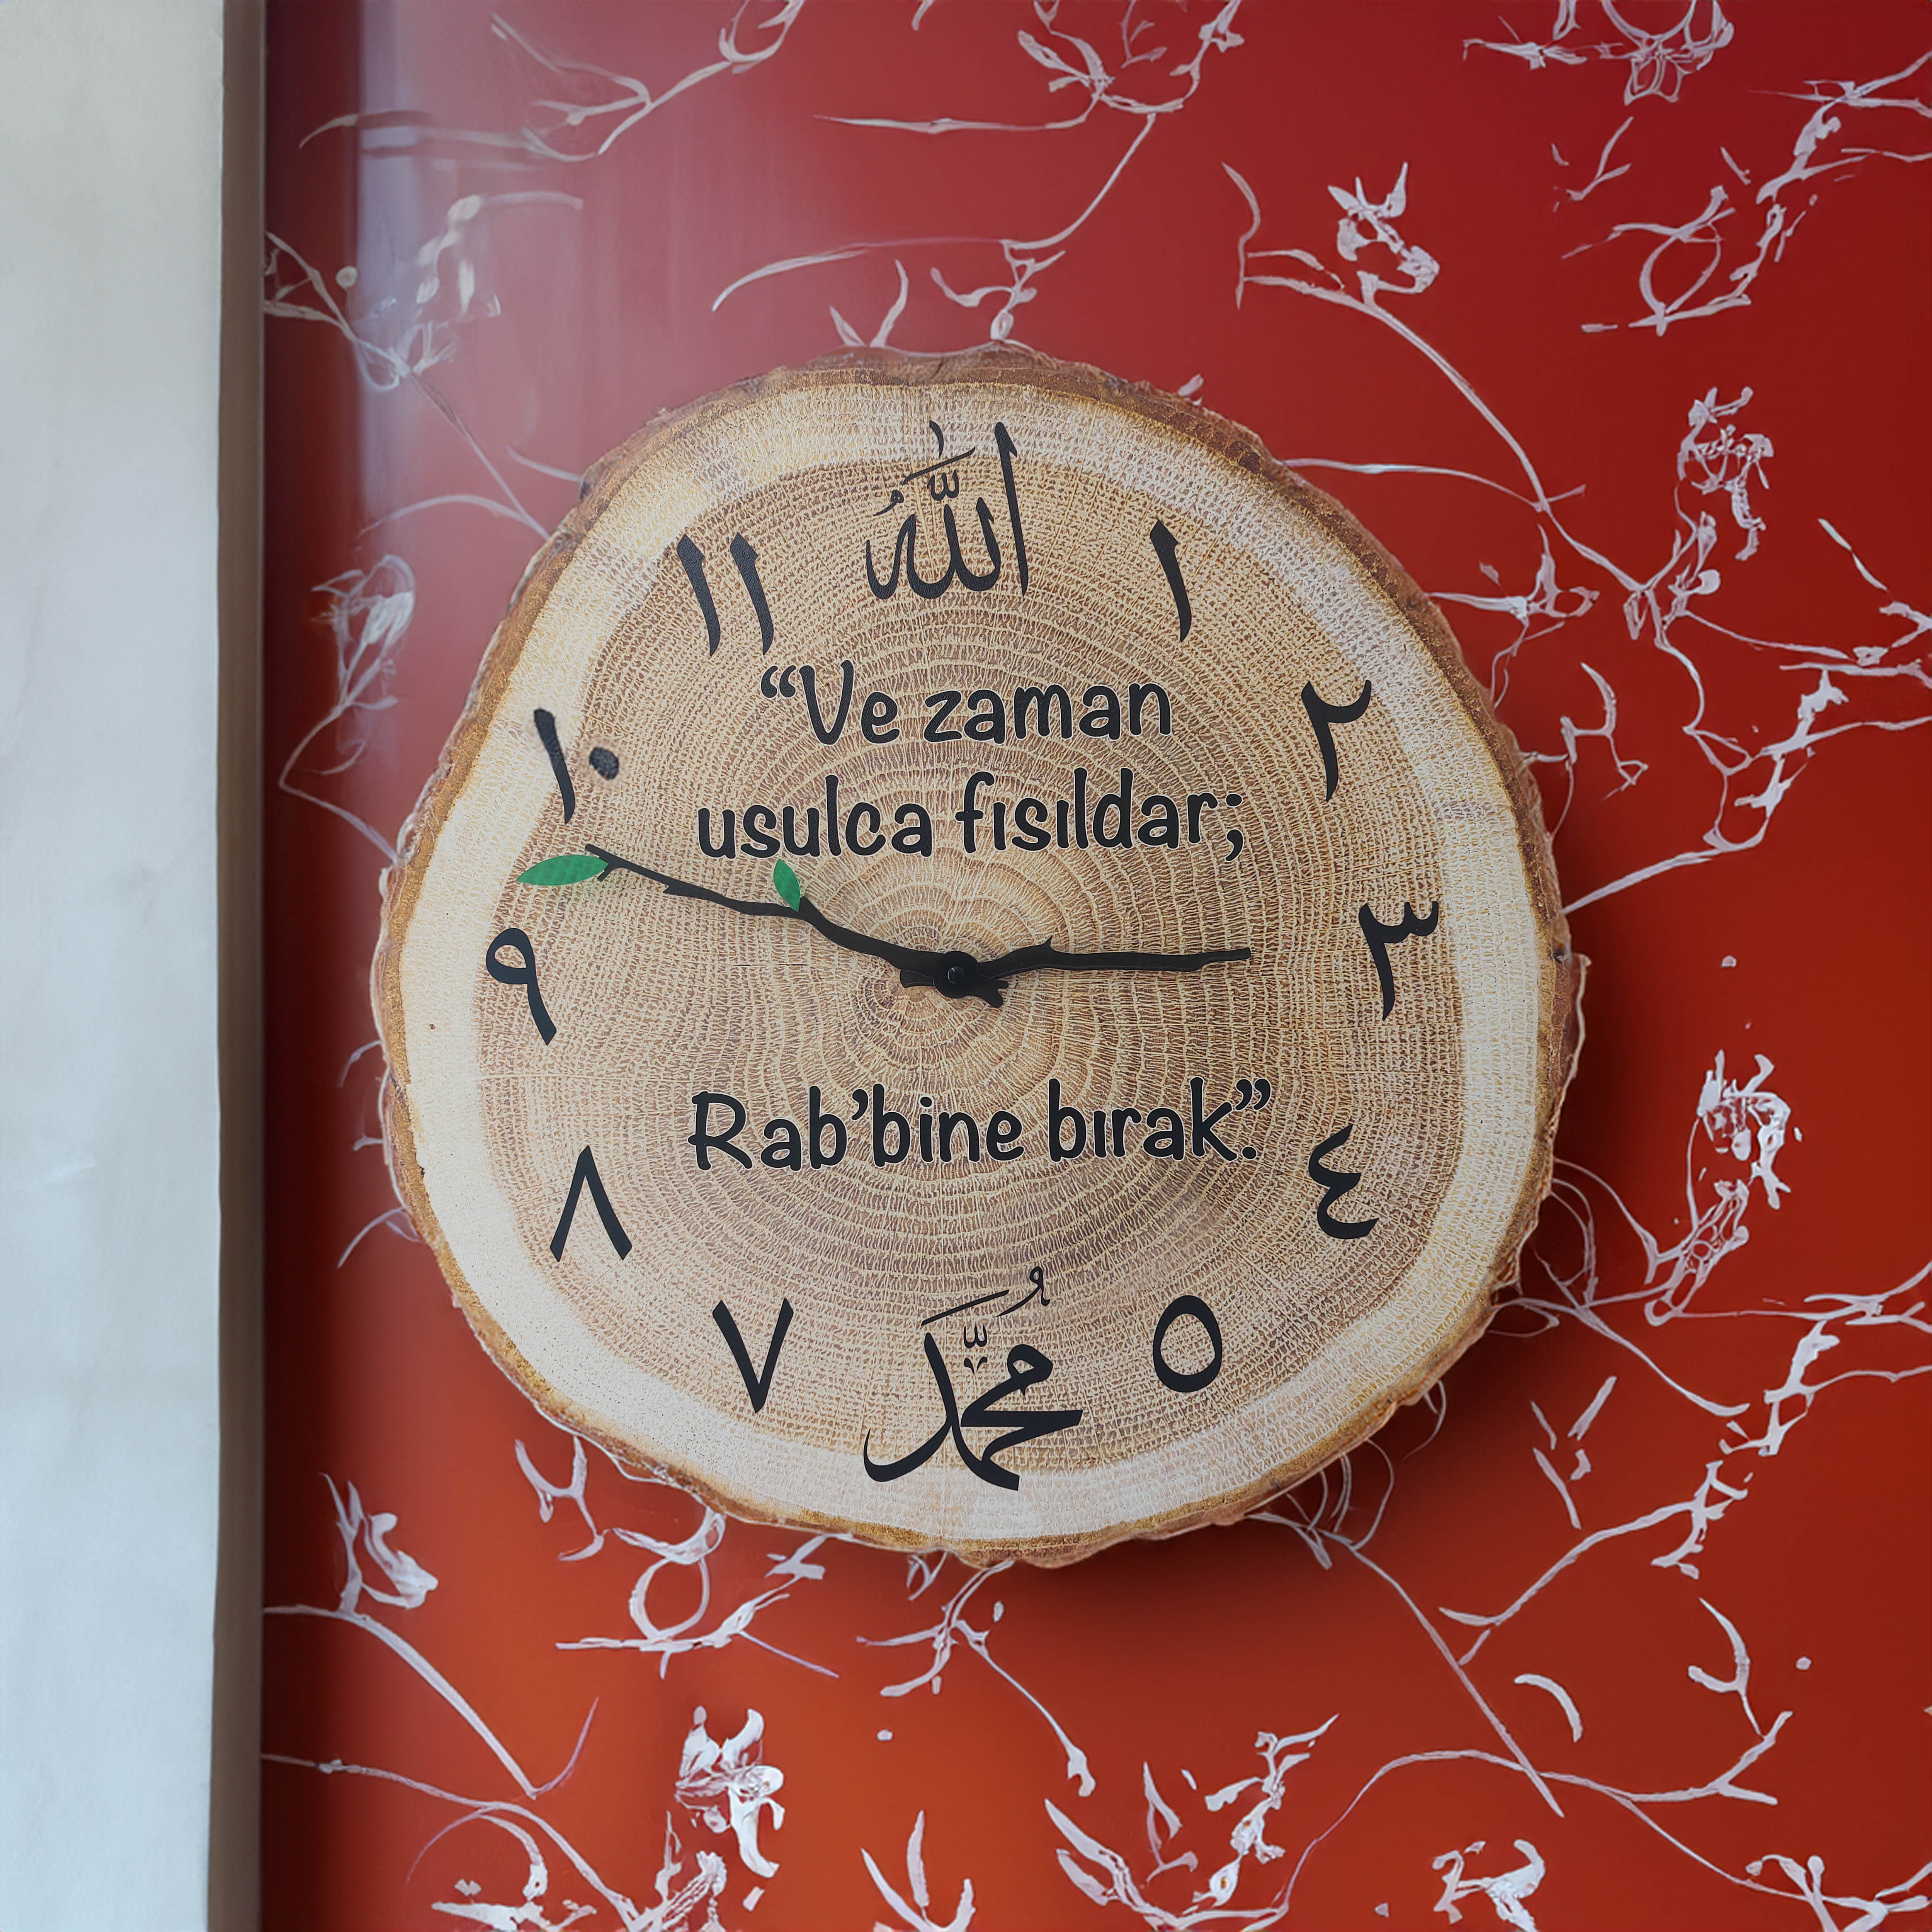 الله
١١
١
“Ve zaman
١٠
٢
usulca fısıldar;
٩
٣
Rab’bine bırak.”
٨
٤
٧
٥
محمد